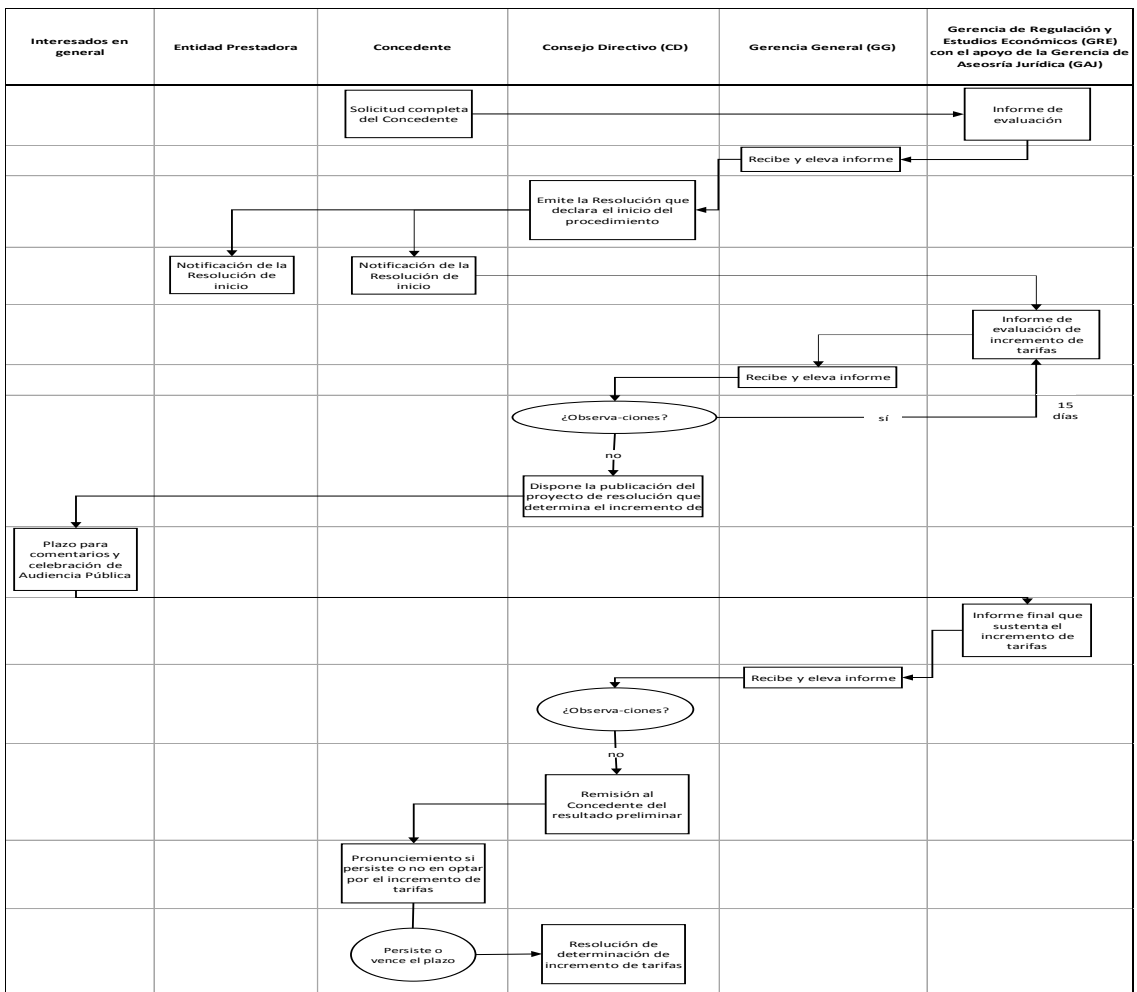 Interesados en
general
Entidad Prestadora
Concedente
Consejo Directivo (CD)
Gerencia General (GG)
Gerencia de Regulación y
Estudios Económicos (GRE)
con el apoyo de la Gerencia de
Aseosría Jurídica (GAJ)
Solicitud completa
del Concedente
Informe de
evaluación
Recibe y eleva informe
Emite la Resolución que
declara el inicio del
procedimiento
Notificación de la
Resolución de
inicio
Notificación de la
Resolución de
inicio
Informe de
evaluación de
incremento de
tarifas
Recibe y eleva informe
¿Observa-ciones?
sí
15
días
no
Dispone la publicación del
proyecto de resolución que
determina el incremento de
Plazo para
comentarios y
celebración de
Audiencia Pública
Informe final que
sustenta el
incremento de
tarifas
Recibe y eleva informe
¿Observa-ciones?
no
Remisión al
Concedente del
resultado preliminar
Pronunciemiento si
persiste o no en optar
por el incremento de
tarifas
Persiste o
vence el plazo
Resolución de
determinación de
incremento de tarifas